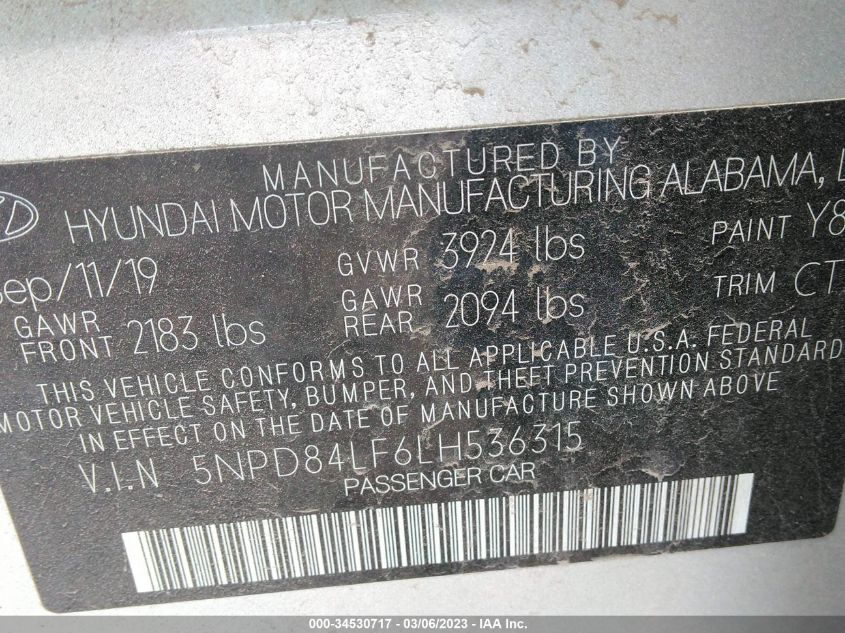 MANUFACTURED BY
HYUNDAI MOTOR MANUFACTURING ALABAMA, L
Sep/11/19 GVWR 3924 lbs PAINT Y8
GAWR FRONT 2183 lbs GAWR REAR 2094 lbs TRIM CT
THIS VEHICLE CONFORMS TO ALL APPLICABLE U.S.A. FEDERAL
MOTOR VEHICLE SAFETY, BUMPER, AND THEFT PREVENTION STANDARD
IN EFFECT ON THE DATE OF MANUFACTURE SHOWN ABOVE
V.I.N 5NPD84LF6LH536315
PASSENGER CAR
000-34530717 - 03/06/2023 - © IAA Inc.